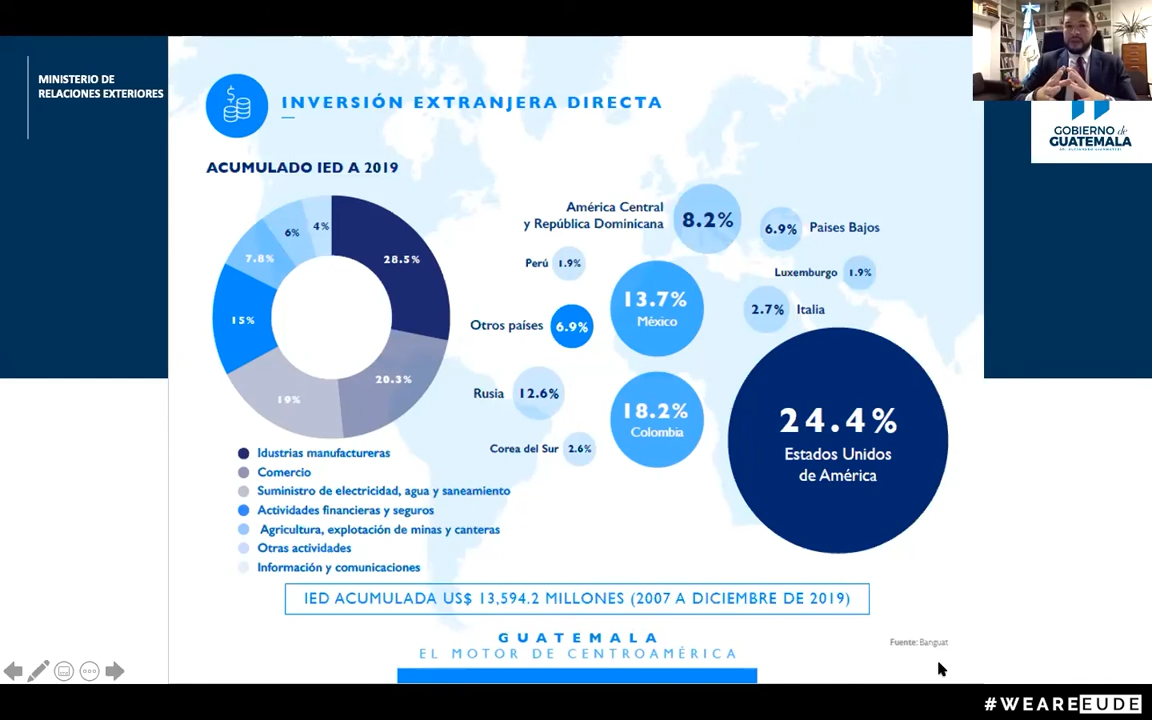 MINISTERIO DE
RELACIONES EXTERIORES
INVERSIÓN EXTRANJERA DIRECTA
GOBIERNO de
GUATEMALA
ACUMULADO IED A 2019
4%
6%
7.8%
28.5%
15%
20.3%
19%
América Central
y República Dominicana
8.2%
6.9%
Paises Bajos
Perú
1.9%
Luxemburgo
1.9%
13.7%
México
2.7%
Italia
Otros países
6.9%
Rusia
12.6%
18.2%
Colombia
24.4%
Estados Unidos
de América
Corea del Sur
2.6%
Idustrias manufactureras
Comercio
Suministro de electricidad, agua y saneamiento
Actividades financieras y seguros
Agricultura, explotación de minas y canteras
Otras actividades
Información y comunicaciones
IED ACUMULADA US$ 13,594.2 MILLONES (2007 A DICIEMBRE DE 2019)
GUATEMALA
EL MOTOR DE CENTROAMÉRICA
Fuente: Banguat
#WEAREEUDE